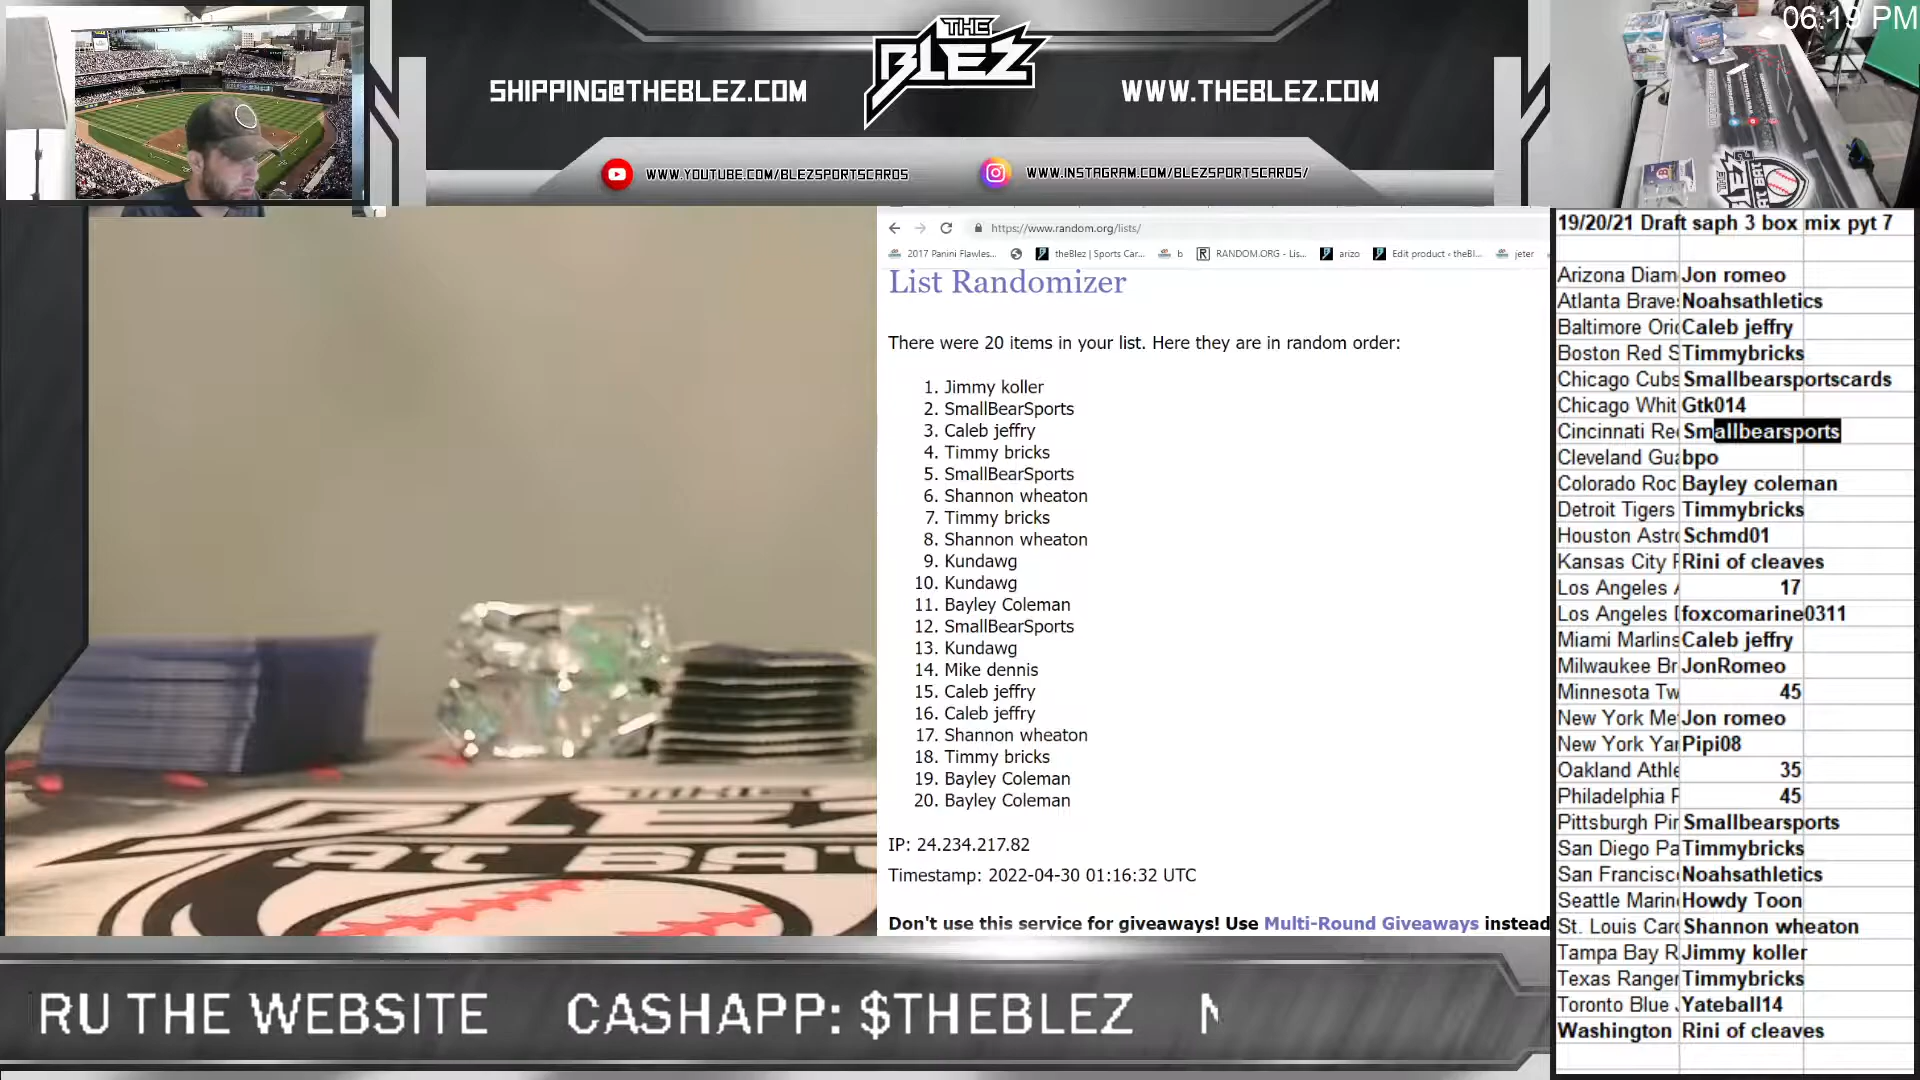 06:19 PM
THE
BLEZ
SHIPPING@THEBLEZ.COM
WWW.THEBLEZ.COM
WWW.YOUTUBE.COM/BLEZSPORTSCARDS
WWW.INSTAGRAM.COM/BLEZSPORTSCARDS/
https://www.random.org/lists/
2017 Panini Flawles...
theBlez | Sports Car...
b
RANDOM.ORG - Lis...
arizo
Edit product ‹ theBl...
jeter
List Randomizer
There were 20 items in your list. Here they are in random order:
1. Jimmy koller
2. SmallBearSports
3. Caleb jeffry
4. Timmy bricks
5. SmallBearSports
6. Shannon wheaton
7. Timmy bricks
8. Shannon wheaton
9. Kundawg
10. Kundawg
11. Bayley Coleman
12. SmallBearSports
13. Kundawg
14. Mike dennis
15. Caleb jeffry
16. Caleb jeffry
17. Shannon wheaton
18. Timmy bricks
19. Bayley Coleman
20. Bayley Coleman
IP: 24.234.217.82
Timestamp: 2022-04-30 01:16:32 UTC
Don't use this service for giveaways! Use Multi-Round Giveaways instead
19/20/21 Draft saph 3 box mix pyt 7
Arizona Diam Jon romeo
Atlanta Brave Noahsathletics
Baltimore Ori Caleb jeffry
Boston Red S Timmybricks
Chicago Cubs Smallbearsportscards
Chicago Whit Gtk014
Cincinnati Re Smallbearsports
Cleveland Gua bpo
Colorado Roc Bayley coleman
Detroit Tigers Timmybricks
Houston Astr Schmd01
Kansas City Rini of cleaves
Los Angeles A 17
Los Angeles D foxcomarine0311
Miami Marlins Caleb jeffry
Milwaukee Br JonRomeo
Minnesota Tw 45
New York Me Jon romeo
New York Yan Pipi08
Oakland Athle 35
Philadelphia P 45
Pittsburgh Pir Smallbearsports
San Diego Pa Timmybricks
San Francisc Noahsathletics
Seattle Marin Howdy Toon
St. Louis Car Shannon wheaton
Tampa Bay R Jimmy koller
Texas Ranger Timmybricks
Toronto Blue J Yateball14
Washington Rini of cleaves
BLEZ
AT BAT
RU THE WEBSITE CASHAPP: $THEBLEZ